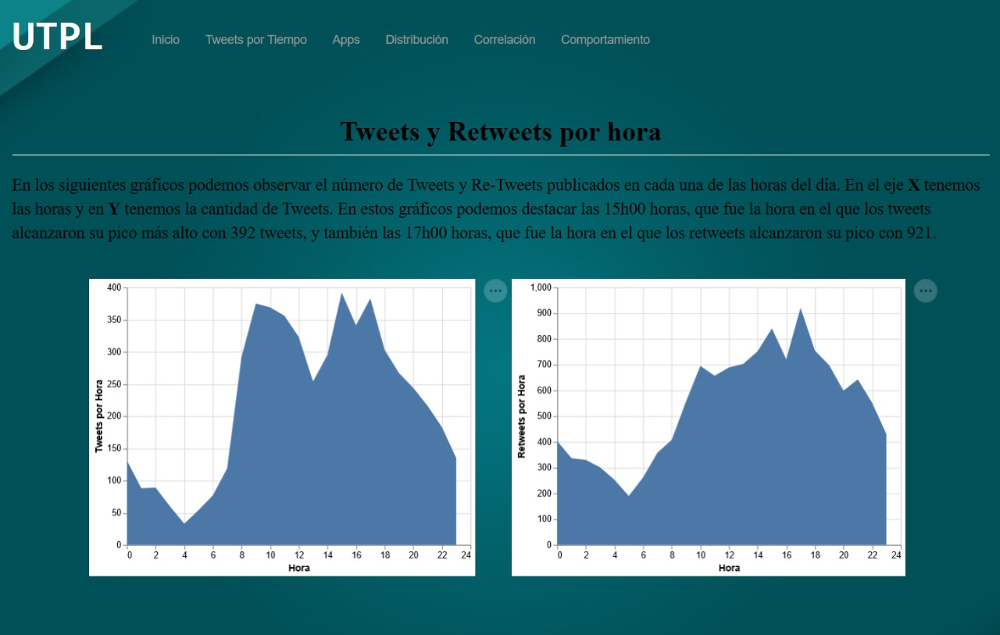 UTPL
Inicio Tweets por Tiempo Apps Distribución Correlación Comportamiento
Tweets y Retweets por hora
En los siguientes gráficos podemos observar el número de Tweets y Re-Tweets publicados en cada una de las horas del día. En el eje X tenemos
las horas y en Y tenemos la cantidad de Tweets. En estos gráficos podemos destacar las 15h00 horas, que fue la hora en el que los tweets
alcanzaron su pico más alto con 392 tweets, y también las 17h00 horas, que fue la hora en el que los retweets alcanzaron su pico con 921.
Tweets por Hora
400
350
300
250
200
150
100
50
0
0 2 4 6 8 10 12 14 16 18 20 22 24
Hora
Retweets por Hora
1,000
900
800
700
600
500
400
300
200
100
0
0 2 4 6 8 10 12 14 16 18 20 22 24
Hora